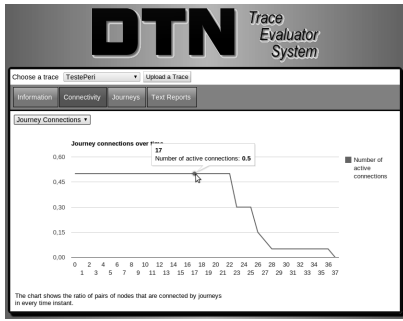 DTN Trace
Evaluator
System
Choose a trace TestePeri Upload a Trace
Information Connectivity Journeys Text Reports
Journey Connections
Journey connections over time
17
Number of active connections: 0.5
Number of
active
connections
0,60
0,45
0,30
0,15
0,00
0 2 4 6 8 10 12 14 16 18 20 22 24 26 28 30 32 34 36
1 3 5 7 9 11 13 15 17 19 21 23 25 27 29 31 33 35 37
The chart shows the ratio of pairs of nodes that are connected by journeys
in every time instant.